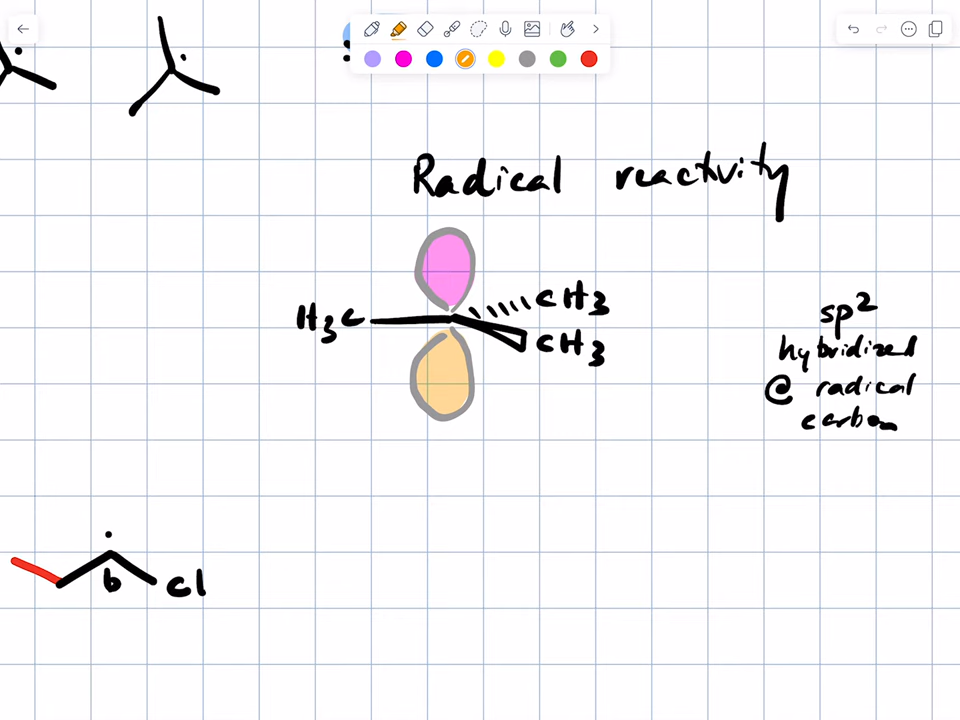 Radical reactivity
H3C
CH3
CH3
sp2
hybridized
@ radical
carbon
b
Cl